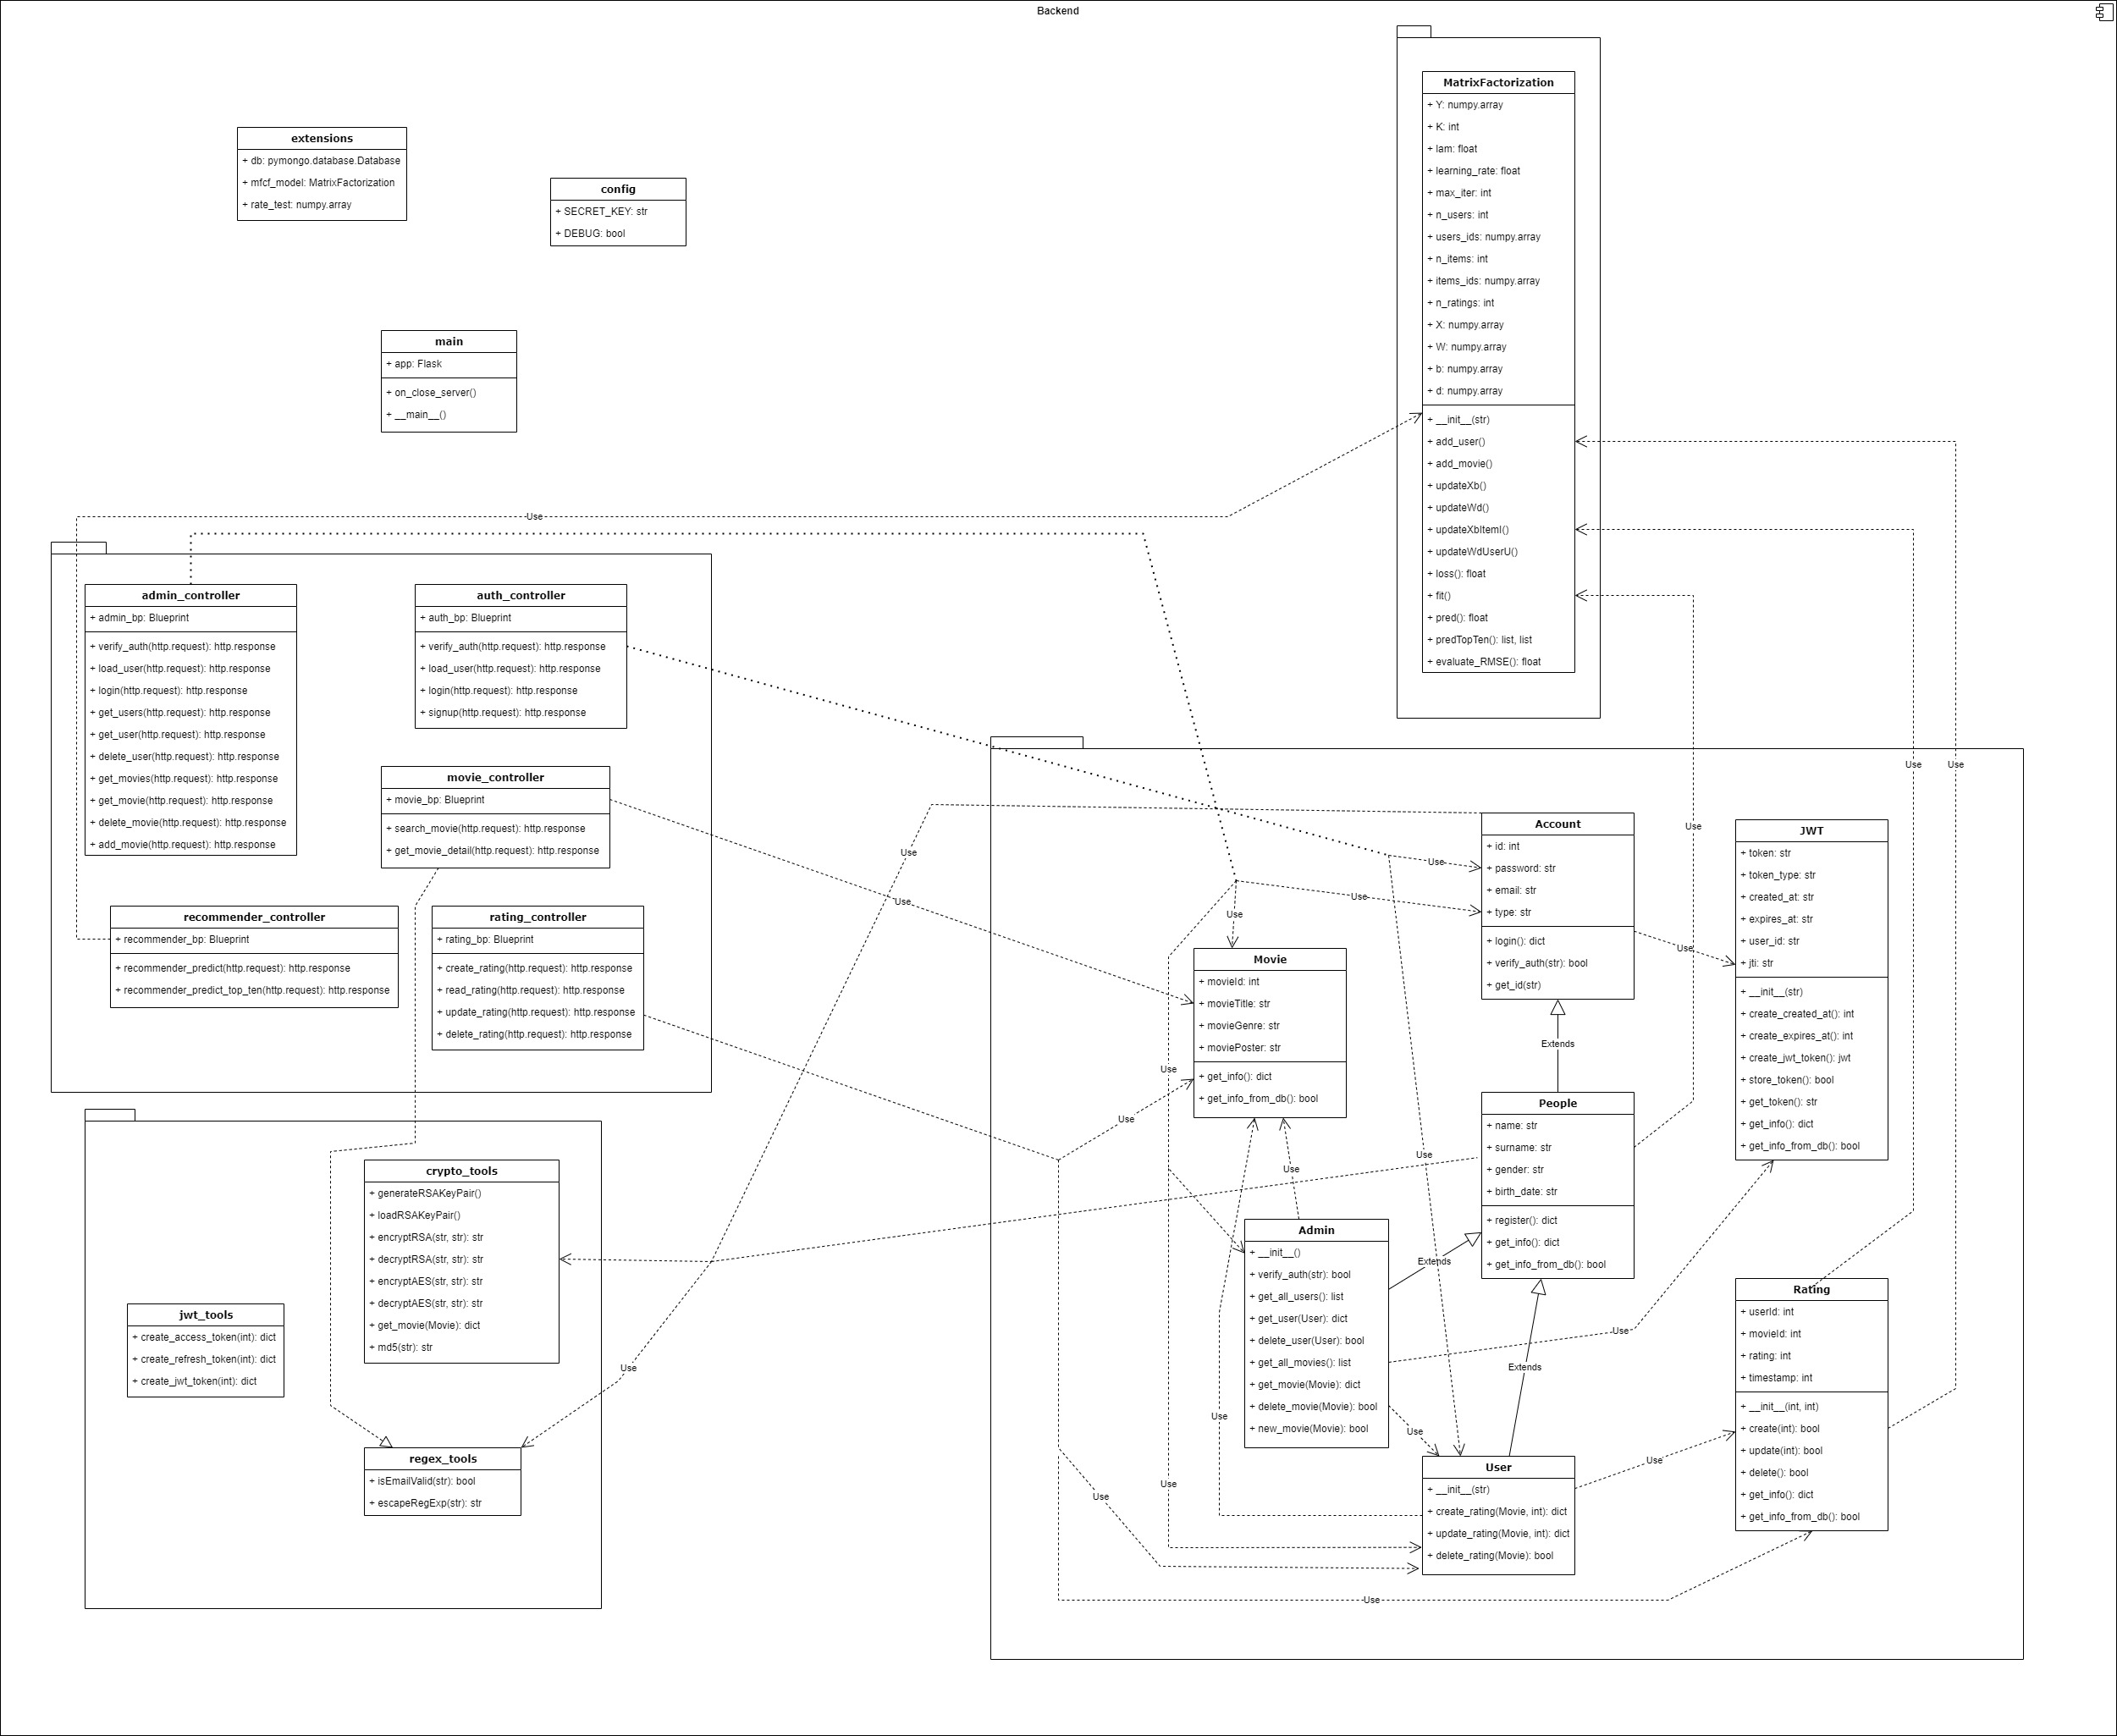 Backend
MatrixFactorization
+ Y: numpy.array
+ K: int
+ lam: float
+ learning_rate: float
+ max_iter: int
+ n_users: int
+ users_ids: numpy.array
+ n_items: int
+ items_ids: numpy.array
+ n_ratings: int
+ X: numpy.array
+ W: numpy.array
+ b: numpy.array
+ d: numpy.array
+ __init__(str)
+ add_user()
+ add_movie()
+ updateXb()
+ updateWd()
+ updateXbItemI()
+ updateWdUserU()
+ loss(): float
+ fit()
+ pred(): float
+ predTopTen(): list, list
+ evaluate_RMSE(): float
extensions
+ db: pymongo.database.Database
+ mfcf_model: MatrixFactorization
+ rate_test: numpy.array
config
+ SECRET_KEY: str
+ DEBUG: bool
main
+ app: Flask
+ on_close_server()
+ __main__()
Use
admin_controller
+ admin_bp: Blueprint
+ verify_auth(http.request): http.response
+ load_user(http.request): http.response
+ login(http.request): http.response
+ get_users(http.request): http.response
+ get_user(http.request): http.response
+ delete_user(http.request): http.response
+ get_movies(http.request): http.response
+ get_movie(http.request): http.response
+ delete_movie(http.request): http.response
+ add_movie(http.request): http.response
auth_controller
+ auth_bp: Blueprint
+ verify_auth(http.request): http.response
+ load_user(http.request): http.response
+ login(http.request): http.response
+ signup(http.request): http.response
movie_controller
+ movie_bp: Blueprint
+ search_movie(http.request): http.response
+ get_movie_detail(http.request): http.response
recommender_controller
+ recommender_bp: Blueprint
+ recommender_predict(http.request): http.response
+ recommender_predict_top_ten(http.request): http.response
rating_controller
+ rating_bp: Blueprint
+ create_rating(http.request): http.response
+ read_rating(http.request): http.response
+ update_rating(http.request): http.response
+ delete_rating(http.request): http.response
crypto_tools
+ generateRSAKeyPair()
+ loadRSAKeyPair()
+ encryptRSA(str, str): str
+ decryptRSA(str, str): str
+ encryptAES(str, str): str
+ decryptAES(str, str): str
+ get_movie(Movie): dict
+ md5(str): str
jwt_tools
+ create_access_token(int): dict
+ create_refresh_token(int): dict
+ create_jwt_token(int): dict
regex_tools
+ isEmailValid(str): bool
+ escapeRegExp(str): str
Use
Use
Use
Use
Use
Use
Use
Use
Use
Use
Account
+ id: int
+ password: str
+ email: str
+ type: str
+ login(): dict
+ verify_auth(str): bool
+ get_id(str)
Use
JWT
+ token: str
+ token_type: str
+ created_at: str
+ expires_at: str
+ user_id: str
+ jti: str
+ __init__(str)
+ create_created_at(): int
+ create_expires_at(): int
+ create_jwt_token(): jwt
+ store_token(): bool
+ get_token(): str
+ get_info(): dict
+ get_info_from_db(): bool
Movie
+ movieId: int
+ movieTitle: str
+ movieGenre: str
+ moviePoster: str
+ get_info(): dict
+ get_info_from_db(): bool
Extends
Use
Use
Use
Use
People
+ name: str
+ surname: str
+ gender: str
+ birth_date: str
+ register(): dict
+ get_info(): dict
+ get_info_from_db(): bool
Admin
+ __init__()
+ verify_auth(str): bool
+ get_all_users(): list
+ get_user(User): dict
+ delete_user(User): bool
+ get_all_movies(): list
+ get_movie(Movie): dict
+ delete_movie(Movie): bool
+ new_movie(Movie): bool
Extends
Use
Extends
Use
Use
Use
Use
Use
User
+ __init__(str)
+ create_rating(Movie, int): dict
+ update_rating(Movie, int): dict
+ delete_rating(Movie): bool
Rating
+ userId: int
+ movieId: int
+ rating: int
+ timestamp: int
+ __init__(int, int)
+ create(int): bool
+ update(int): bool
+ delete(): bool
+ get_info(): dict
+ get_info_from_db(): bool
Use